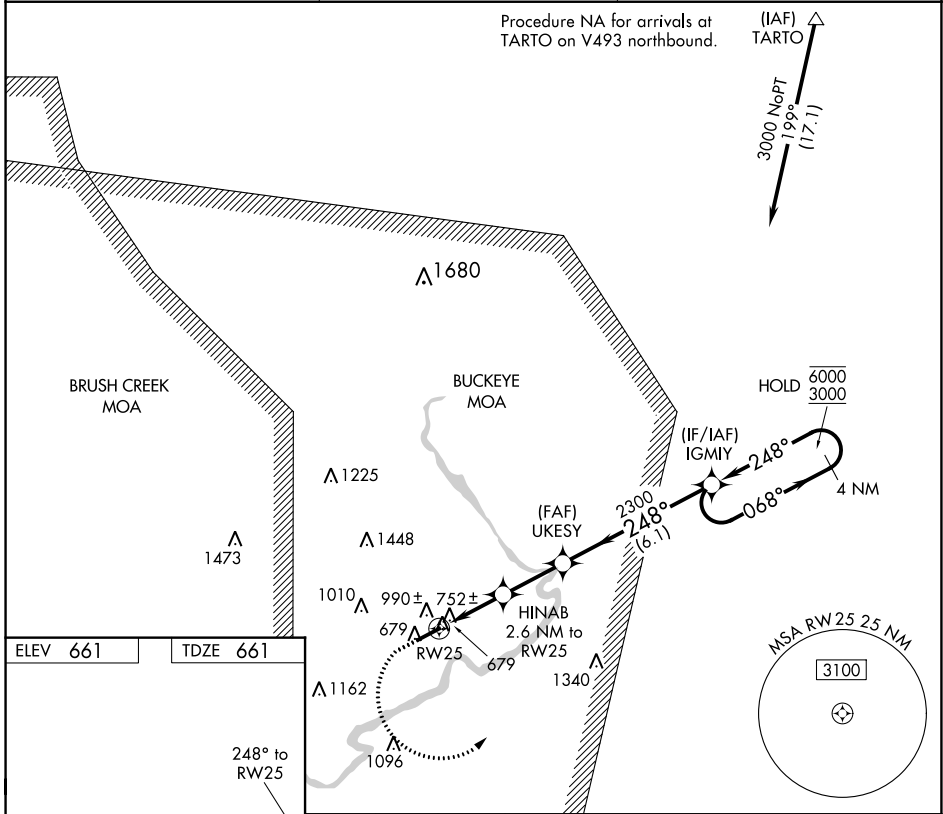 Procedure NA for arrivals at
TARTO on V493 northbound.
(IAF)
TARTO
3000 NoPT
199°
(17.1)
1680
BRUSH CREEK
MOA
BUCKEYE
MOA
HOLD
6000
3000
(IF/IAF)
IGMIY
248°
068°
4 NM
1225
2300
248°
(6.1)
(FAF)
UKESY
1473
1448
1010
990±
752±
HINAB
2.6 NM to
RW25
679
RW25
679
1340
MSA RW 25 25 NM
3100
ELEV 661
TDZE 661
1162
1096
248° to
RW25